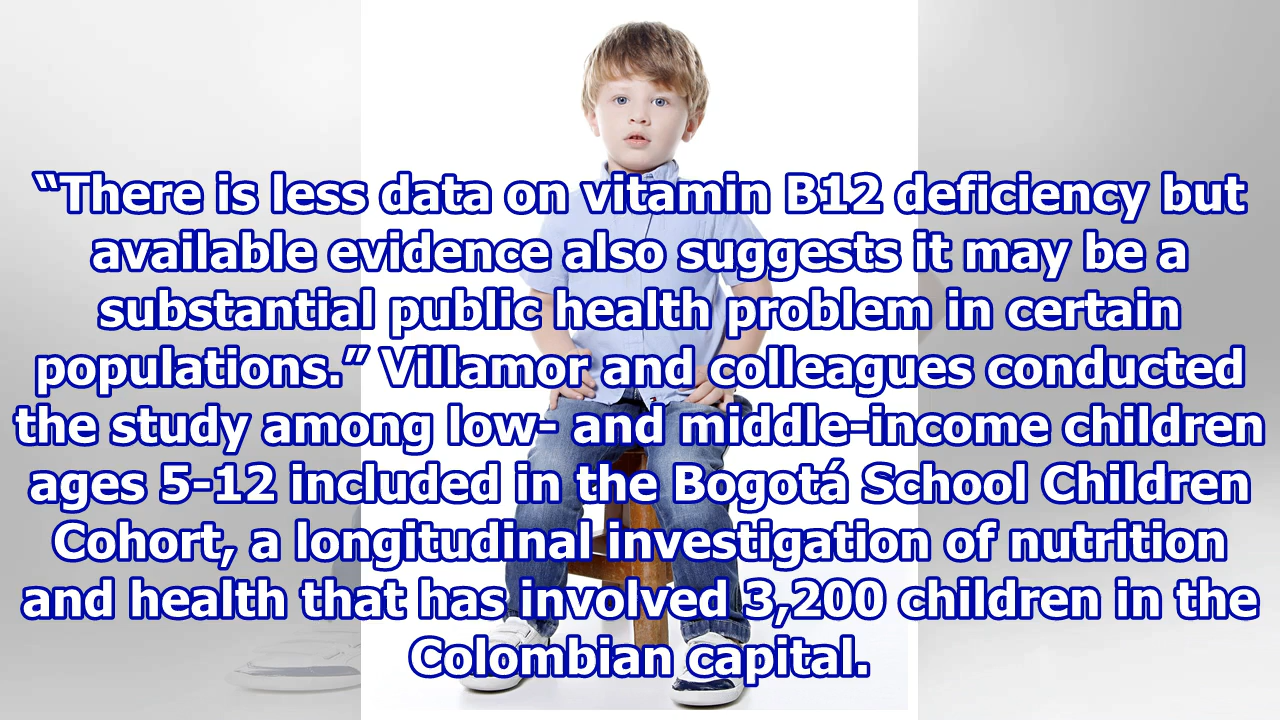 “There is less data on vitamin B12 deficiency but
available evidence also suggests it may be a
substantial public health problem in certain
populations.” Villamor and colleagues conducted
the study among low- and middle-income children
ages 5-12 included in the Bogotá School Children
Cohort, a longitudinal investigation of nutrition
and health that has involved 3,200 children in the
Colombian capital.